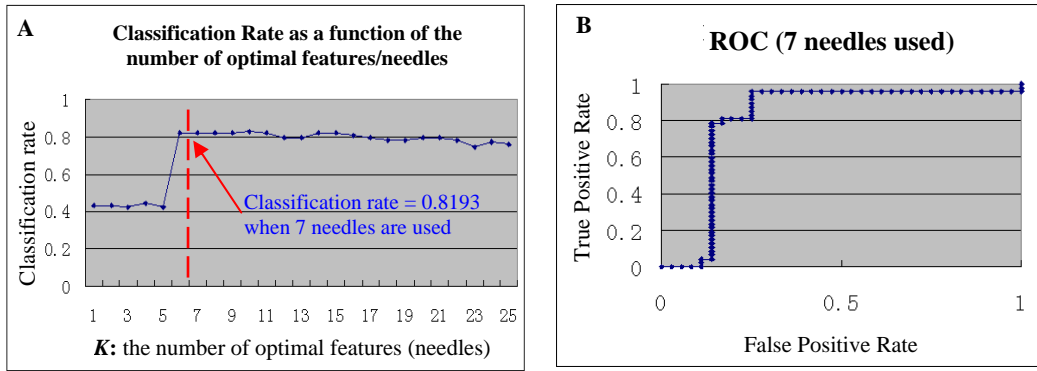 A
Classification Rate as a function of the
number of optimal features/needles
1
0.8
0.6
0.4
0.2
0
Classification rate
Classification rate = 0.8193
when 7 needles are used
1 3 5 7 9 11 13 15 17 19 21 23 25
K: the number of optimal features (needles)
B
ROC (7 needles used)
1
0.8
0.6
0.4
0.2
0
True Positive Rate
0 0.5 1
False Positive Rate